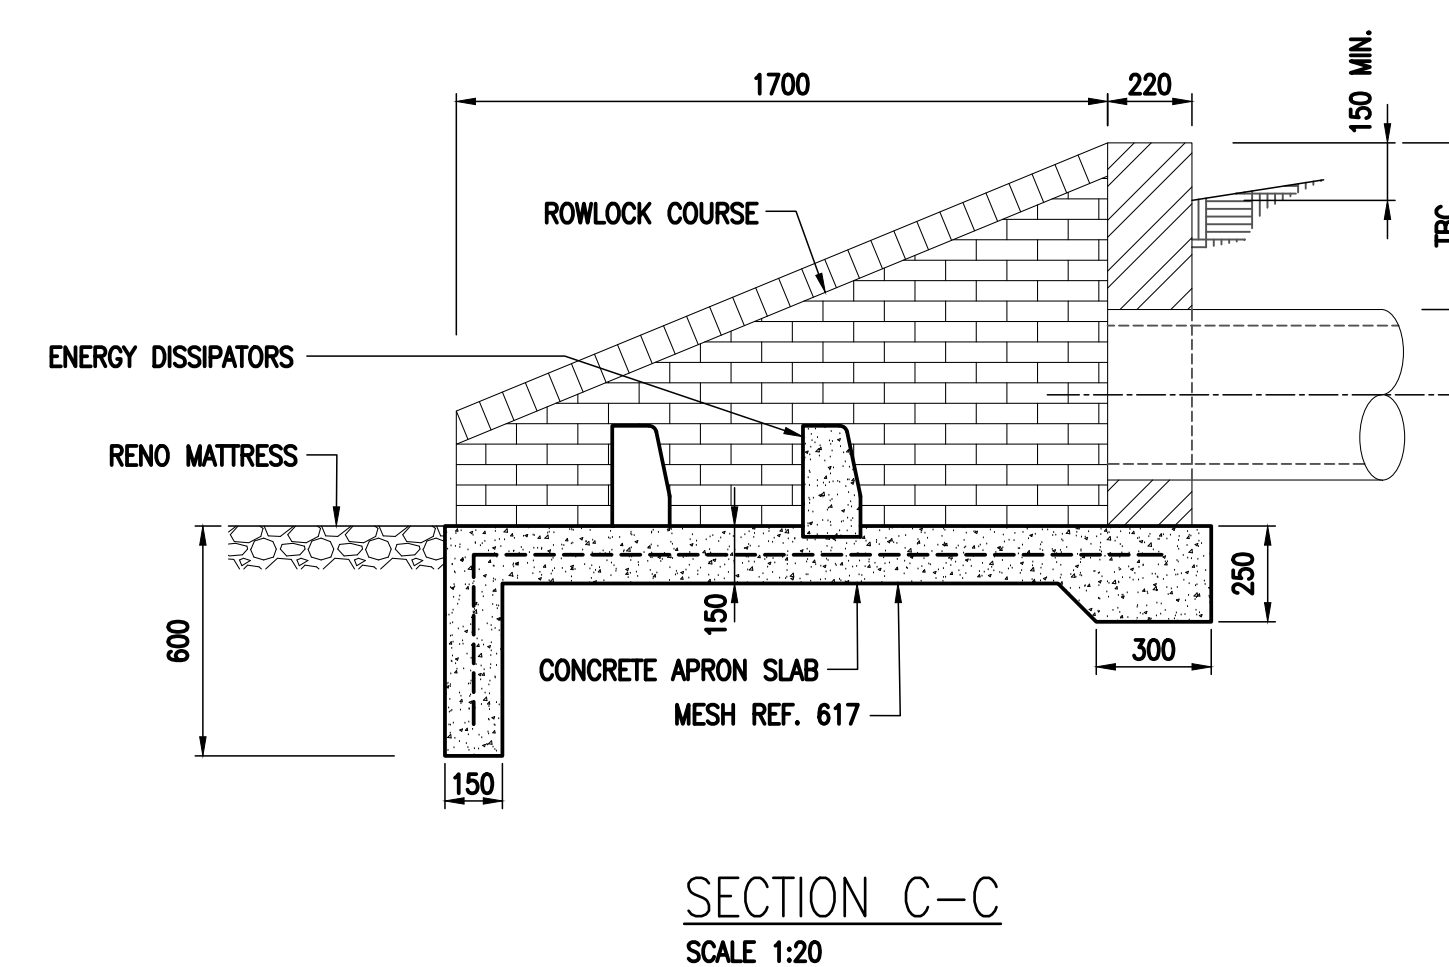 150 MIN.
1700
220
ROWLOCK COURSE
TBC
ENERGY DISSIPATORS
RENO MATTRESS
250
150
600
300
CONCRETE APRON SLAB
MESH REF. 617
150
SECTION C-C
SCALE 1:20